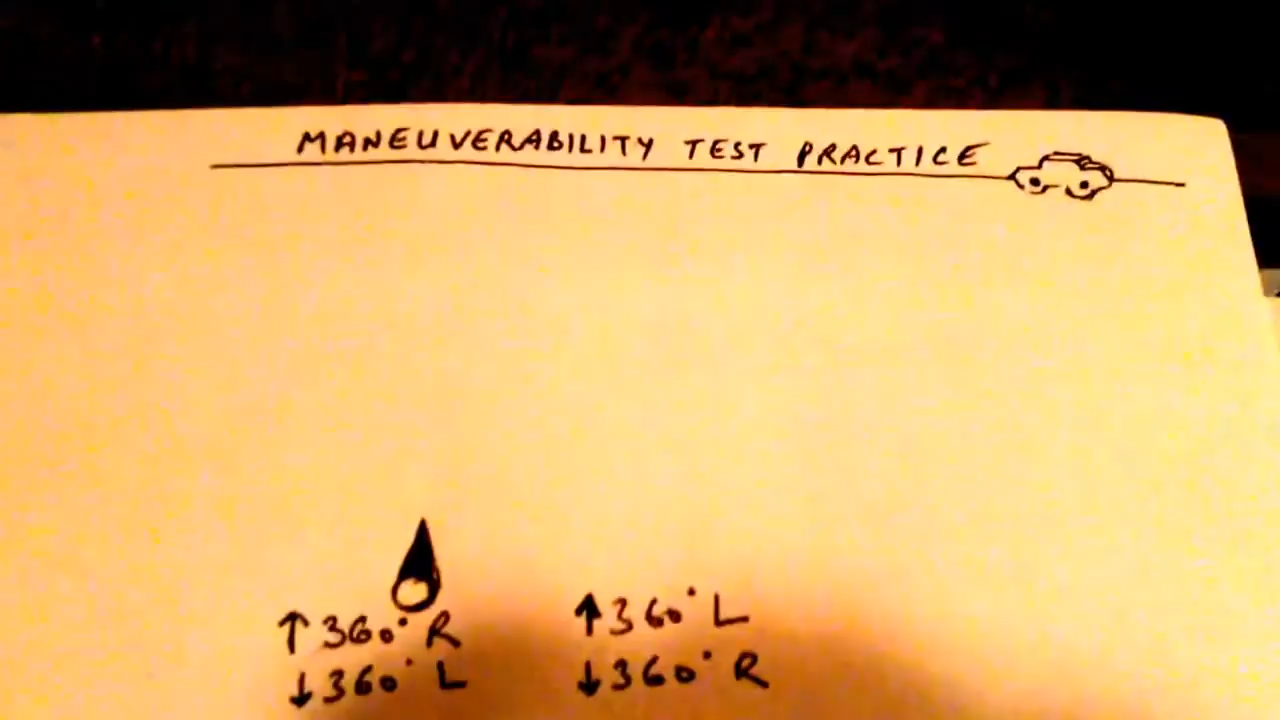 MANEUVERABILITY TEST PRACTICE
↑360° R
↓360° L
↑360° L
↓360° R